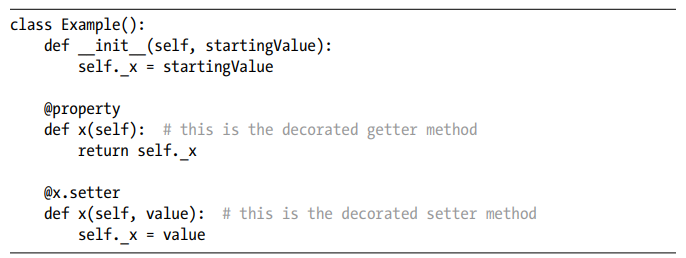 class Example():
    def __init__(self, startingValue):
        self._x = startingValue

    @property
    def x(self):  # this is the decorated getter method
        return self._x

    @x.setter
    def x(self, value):  # this is the decorated setter method
        self._x = value